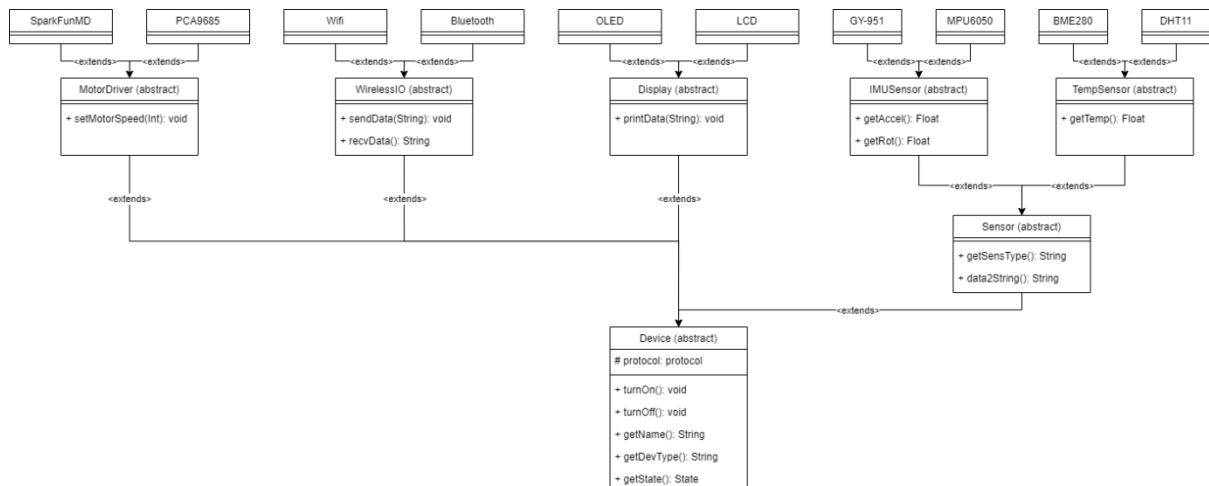 SparkFunMD
PCA9685
Wifi
Bluetooth
OLED
LCD
GY-951
MPU6050
BME280
DHT11
<extends>
<extends>
<extends>
<extends>
<extends>
<extends>
<extends>
<extends>
<extends>
<extends>
MotorDriver (abstract)
+ setMotorSpeed(Int): void
WirelessIO (abstract)
+ sendData(String): void
+ recvData(): String
Display (abstract)
+ printData(String): void
IMUSensor (abstract)
+ getAccel(): Float
+ getRot(): Float
TempSensor (abstract)
+ getTemp(): Float
<extends>
<extends>
<extends>
<extends>
<extends>
Sensor (abstract)
+ getSensType(): String
+ data2String(): String
<extends>
Device (abstract)
# protocol: protocol
+ turnOn(): void
+ turnOff(): void
+ getName(): String
+ getDevType(): String
+ getState(): State